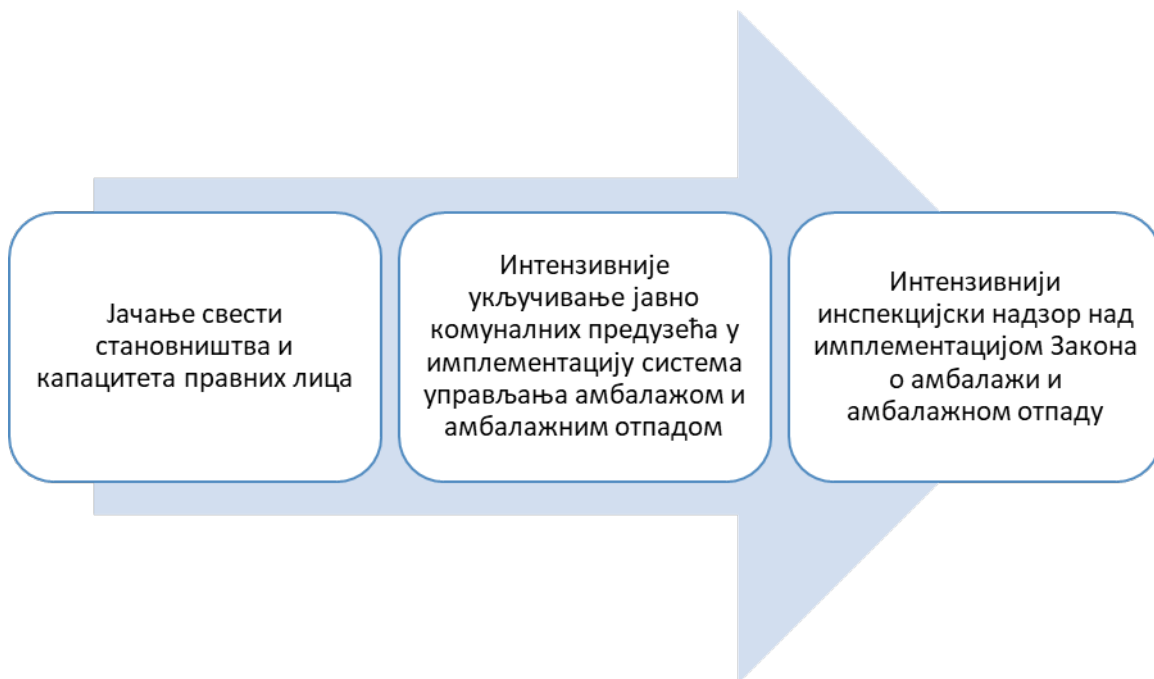 Јачање свести
становништва и
капацитета правних лица
Интензивније
укључивање јавно
комуналних предузећа у
имплементацију система
управљања амбалажом и
амбалажним отпадом
Интензивнији
инспекцијски надзор над
имплементацијом Закона
о амбалажи и
амбалажном отпаду